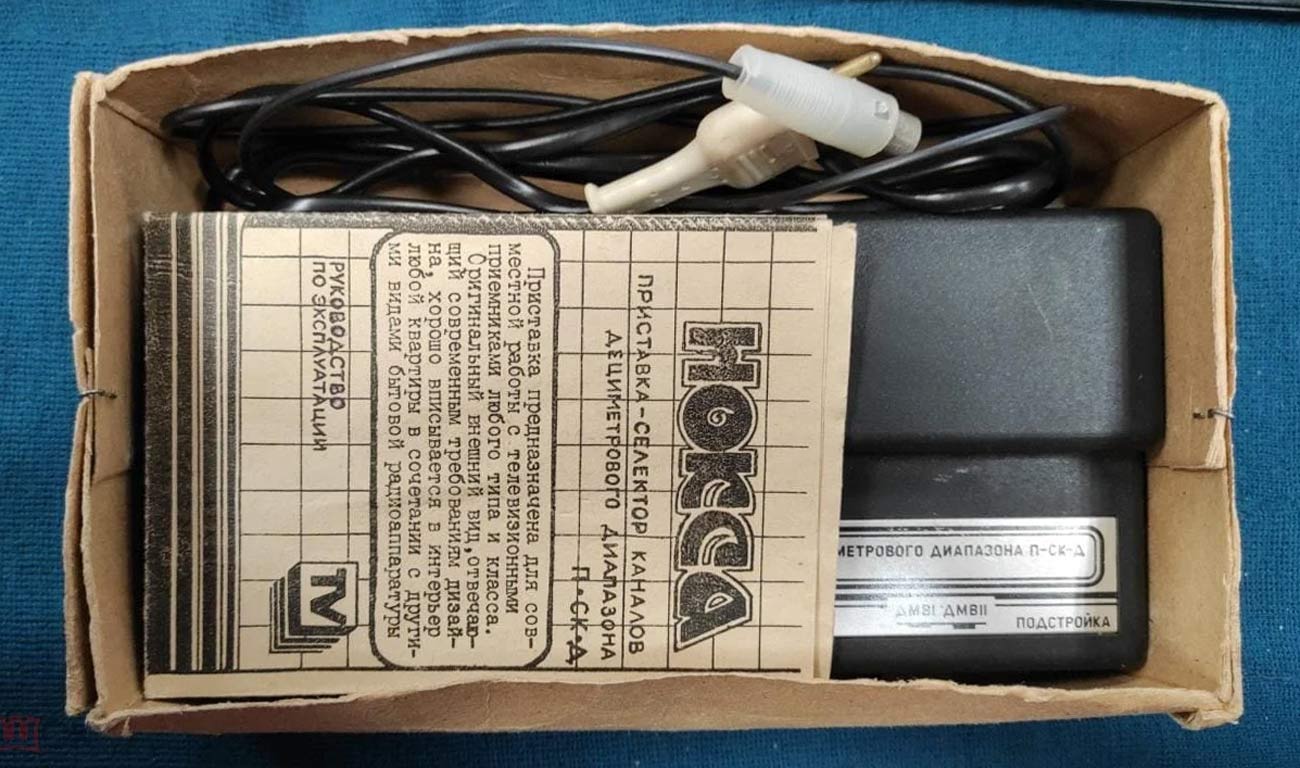 НОКСА
ПРИСТАВКА-СЕЛЕКТОР КАНАЛОВ
ДЕЦИМЕТРОВОГО ДИАПАЗОНА
П•СК•Д
Приставка предназначена для сов-
местной работы с телевизионными
приемниками любого типа и класса.
Оригинальный внешний вид, отвечаю-
щий современным требованиям дизай-
на, хорошо вписывается в интерьер
любой квартиры в сочетании с други-
ми видами бытовой радиоаппаратуры
РУКОВОДСТВО
ПО ЭКСПЛУАТАЦИИ
TV
МЕТРОВОГО ДИАПАЗОНА П-СК-Д
ДМВI ДМВII
ПОДСТРОЙКА